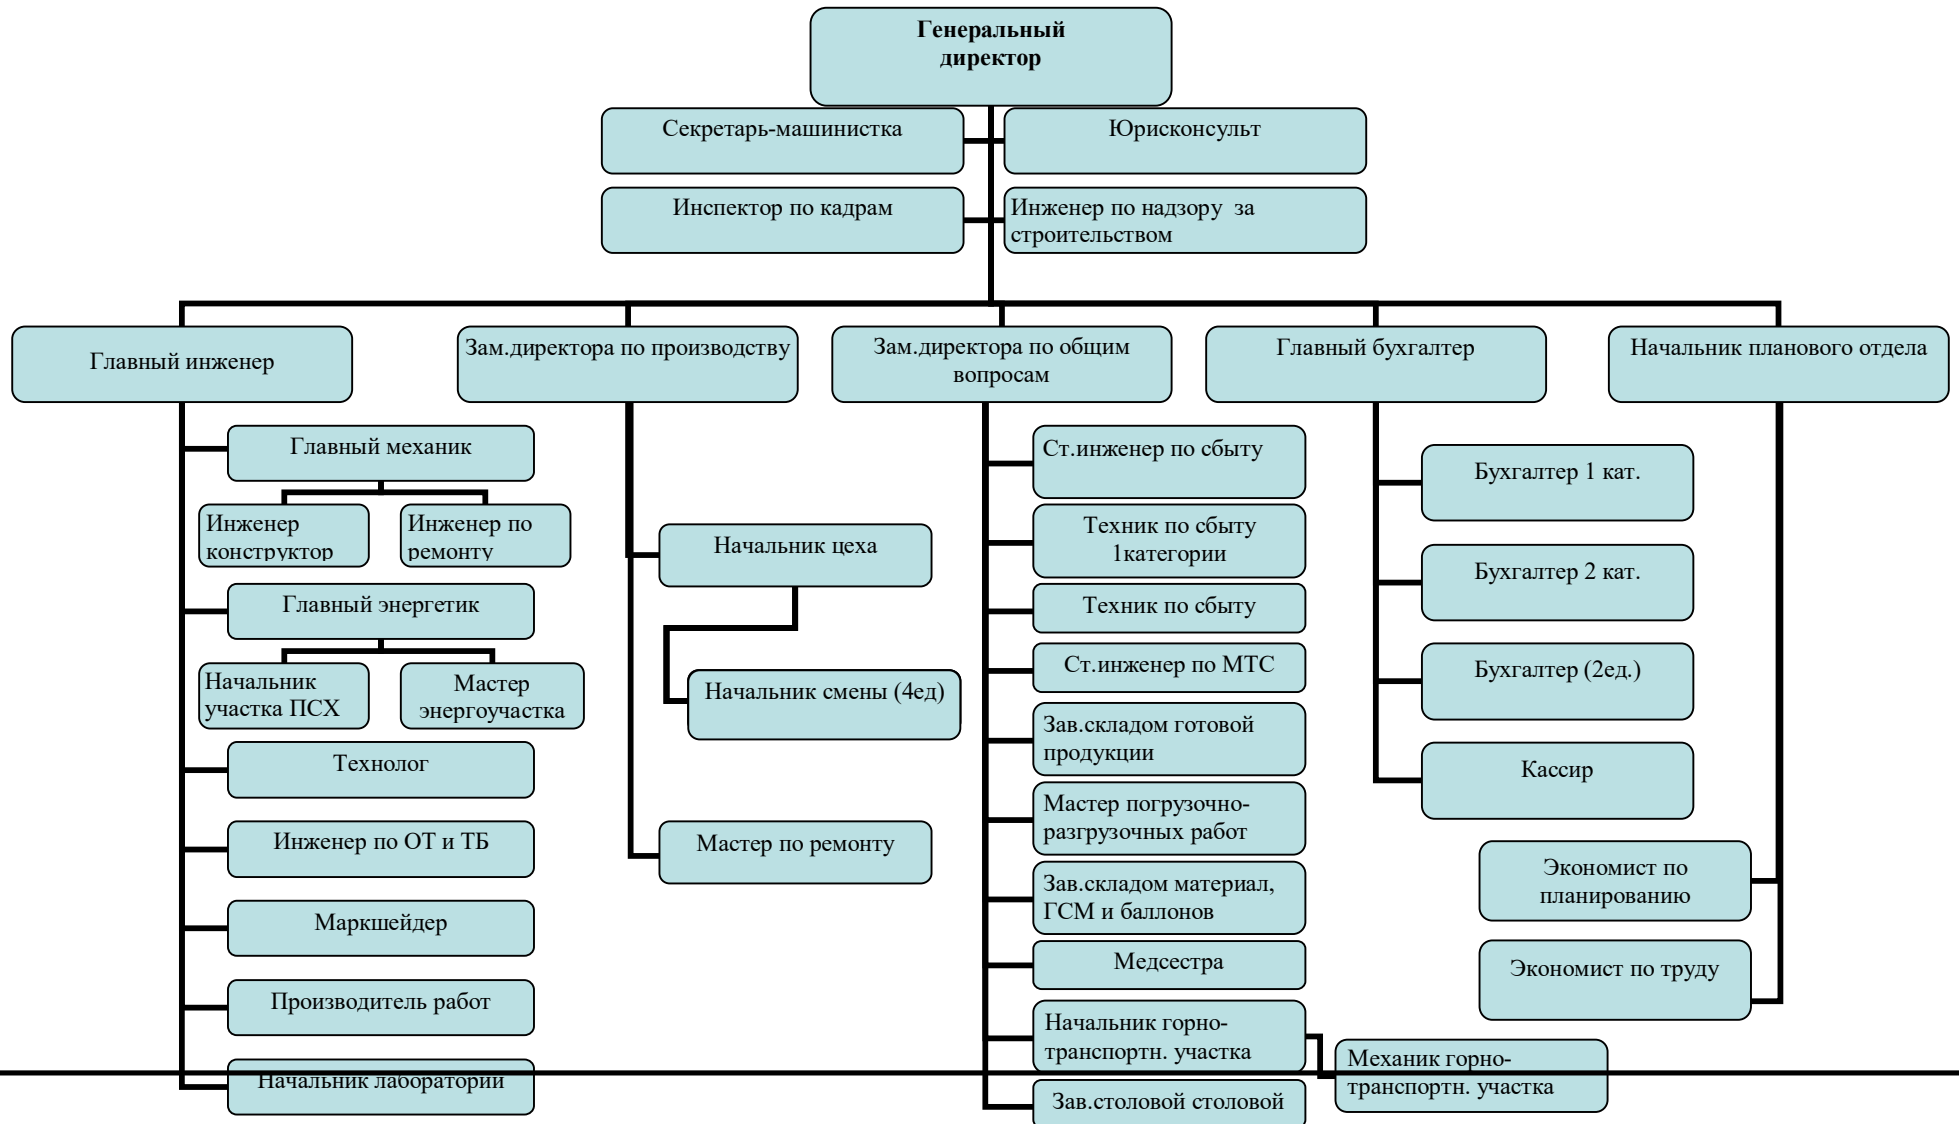 Генеральный
директор
Секретарь-машинистка
Юрисконсульт
Инспектор по кадрам
Инженер по надзору за
строительством
Главный инженер
Зам.директора по производству
Зам.директора по общим
вопросам
Главный бухгалтер
Начальник планового отдела
Главный механик
Инженер
конструктор
Инженер по
ремонту
Главный энергетик
Начальник
участка ПСХ
Мастер
энергоучастка
Технолог
Инженер по ОТ и ТБ
Маркшейдер
Производитель работ
Начальник лаборатории
Начальник цеха
Начальник смены (4ед)
Мастер по ремонту
Ст.инженер по сбыту
Техник по сбыту
1категории
Техник по сбыту
Ст.инженер по МТС
Зав.складом готовой
продукции
Мастер погрузочно-
разгрузочных работ
Зав.складом материал,
ГСМ и баллонов
Медсестра
Начальник горно-
транспортн. участка
Механик горно-
транспортн. участка
Зав.столовой столовой
Бухгалтер 1 кат.
Бухгалтер 2 кат.
Бухгалтер (2ед.)
Кассир
Экономист по
планированию
Экономист по труду